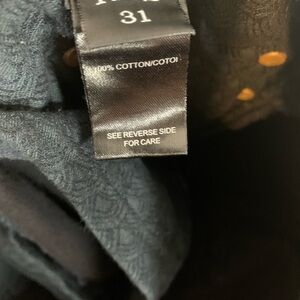 31
100% COTTON/COTO
SEE REVERSE SIDE
FOR CARE